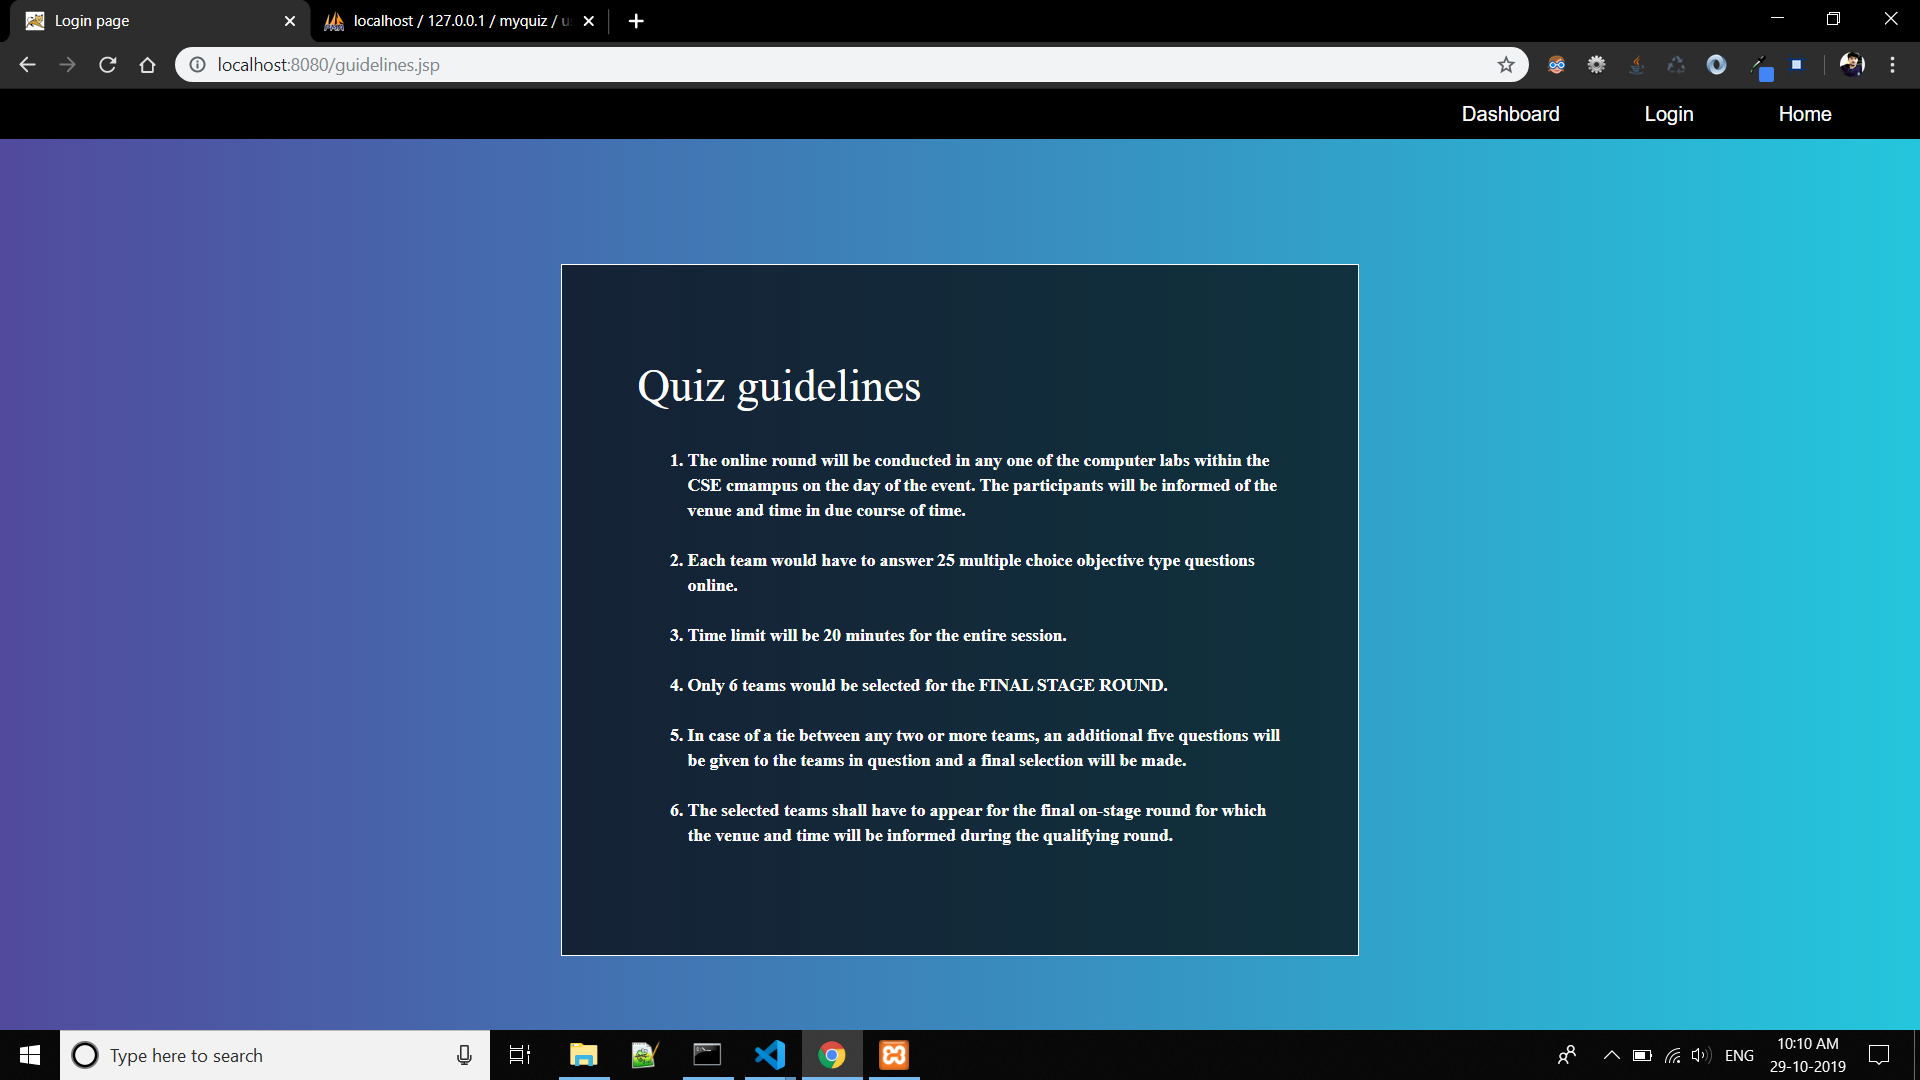 Login page
localhost / 127.0.0.1 / myquiz /
localhost:8080/guidelines.jsp
Dashboard Login Home
Quiz guidelines
1. The online round will be conducted in any one of the computer labs within the
CSE cmampus on the day of the event. The participants will be informed of the
venue and time in due course of time.
2. Each team would have to answer 25 multiple choice objective type questions
online.
3. Time limit will be 20 minutes for the entire session.
4. Only 6 teams would be selected for the FINAL STAGE ROUND.
5. In case of a tie between any two or more teams, an additional five questions will
be given to the teams in question and a final selection will be made.
6. The selected teams shall have to appear for the final on-stage round for which
the venue and time will be informed during the qualifying round.
Type here to search
ENG
10:10 AM
29-10-2019